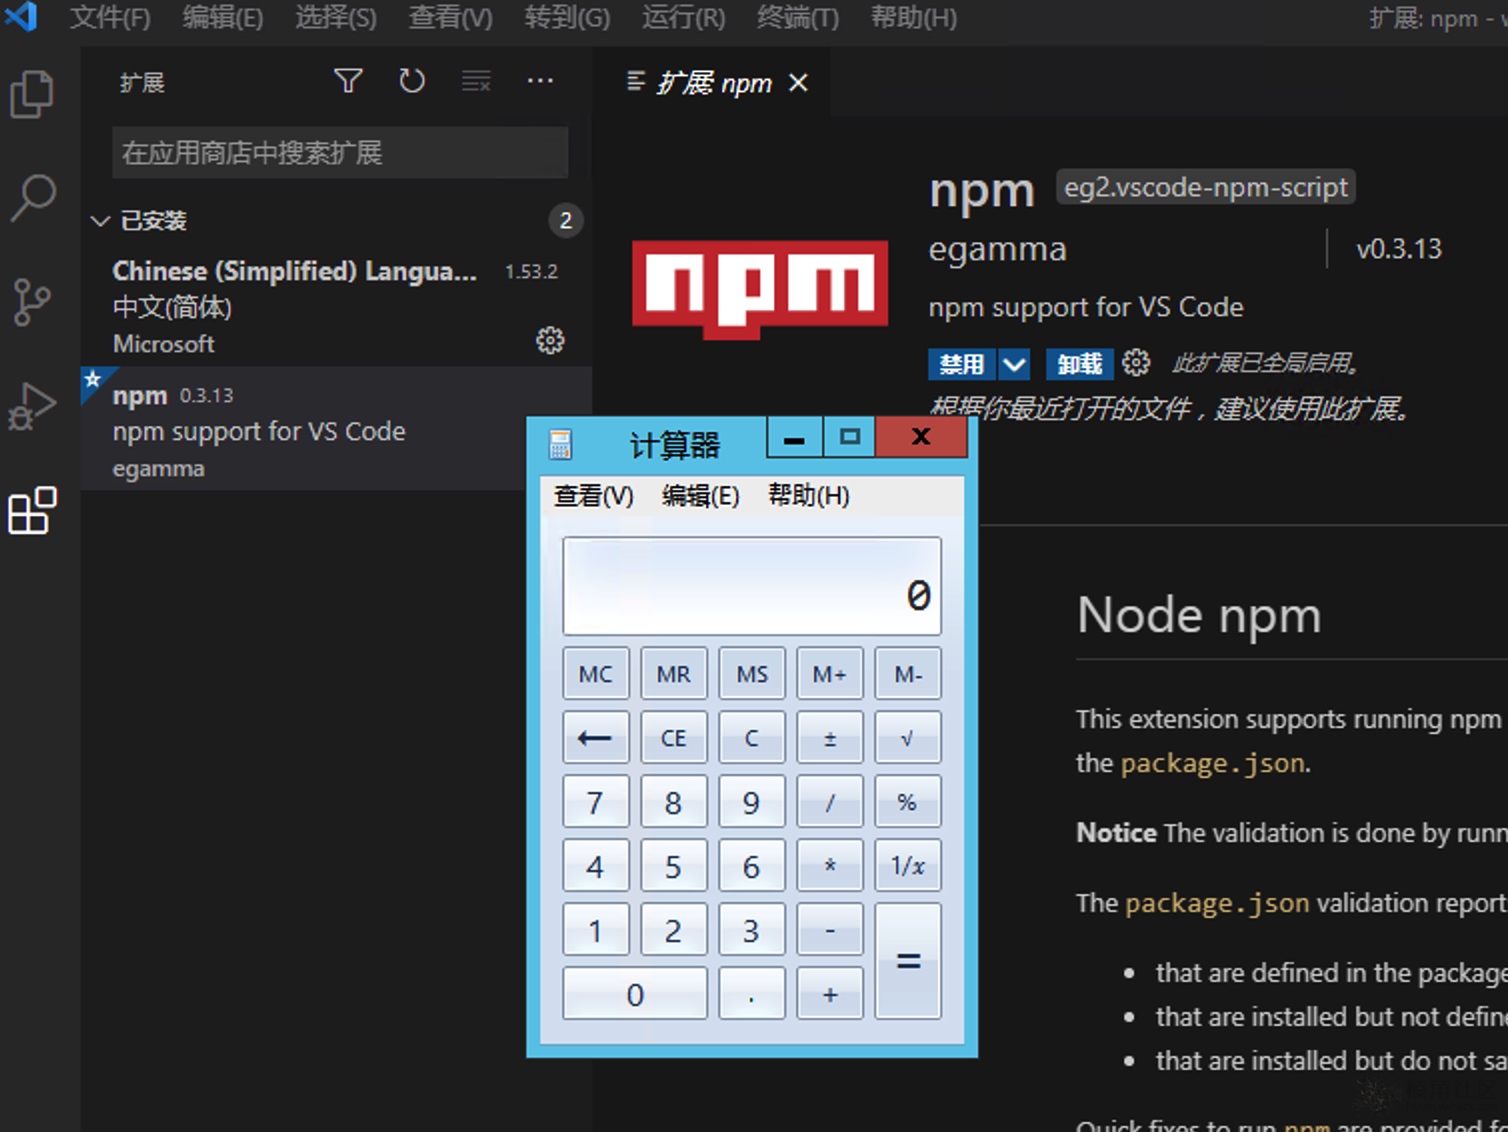 文件(F) 编辑(E) 选择(S) 查看(V) 转到(G) 运行(R) 终端(T) 帮助(H) 扩展: npm -
扩展
在应用商店中搜索扩展
已安装 2
Chinese (Simplified) Langua... 1.53.2
中文(简体)
Microsoft
npm 0.3.13
npm support for VS Code
egamma
扩展: npm
npm
npm eg2.vscode-npm-script
egamma v0.3.13
npm support for VS Code
禁用 卸载 此扩展已全局启用。
根据你最近打开的文件，建议使用此扩展。
计算器
查看(V) 编辑(E) 帮助(H)
0
MC MR MS M+ M-
← CE C ± √
7 8 9 / %
4 5 6 * 1/x
1 2 3 - =
0 . +
Node npm
This extension supports running npm
the package.json.
Notice The validation is done by runn
The package.json validation report
that are defined in the package
that are installed but not define
that are installed but do not sa
Quick fixes to run npm are provided fo